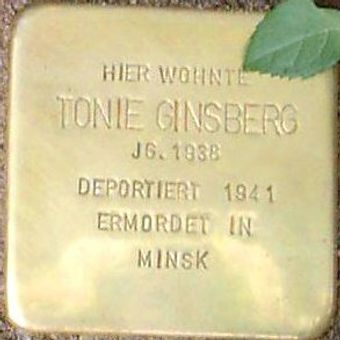 HIER WOHNTE
TONIE GINSBERG
JG. 1938
DEPORTIERT 1941
ERMORDET IN
MINSK